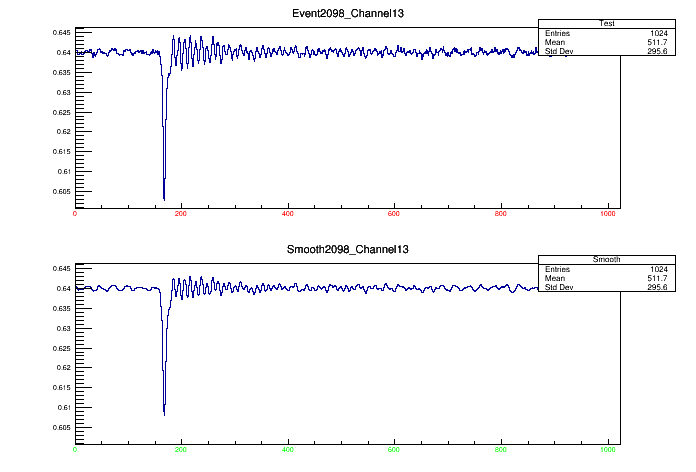 Event2098_Channel13
Test
Entries 1024
Mean 511.7
Std Dev 295.6
0.645
0.64
0.635
0.63
0.625
0.62
0.615
0.61
0.605
0 200 400 600 800 1000
Smooth2098_Channel13
Smooth
Entries 1024
Mean 511.7
Std Dev 295.6
0.645
0.64
0.635
0.63
0.625
0.62
0.615
0.61
0.605
0 200 400 600 800 1000